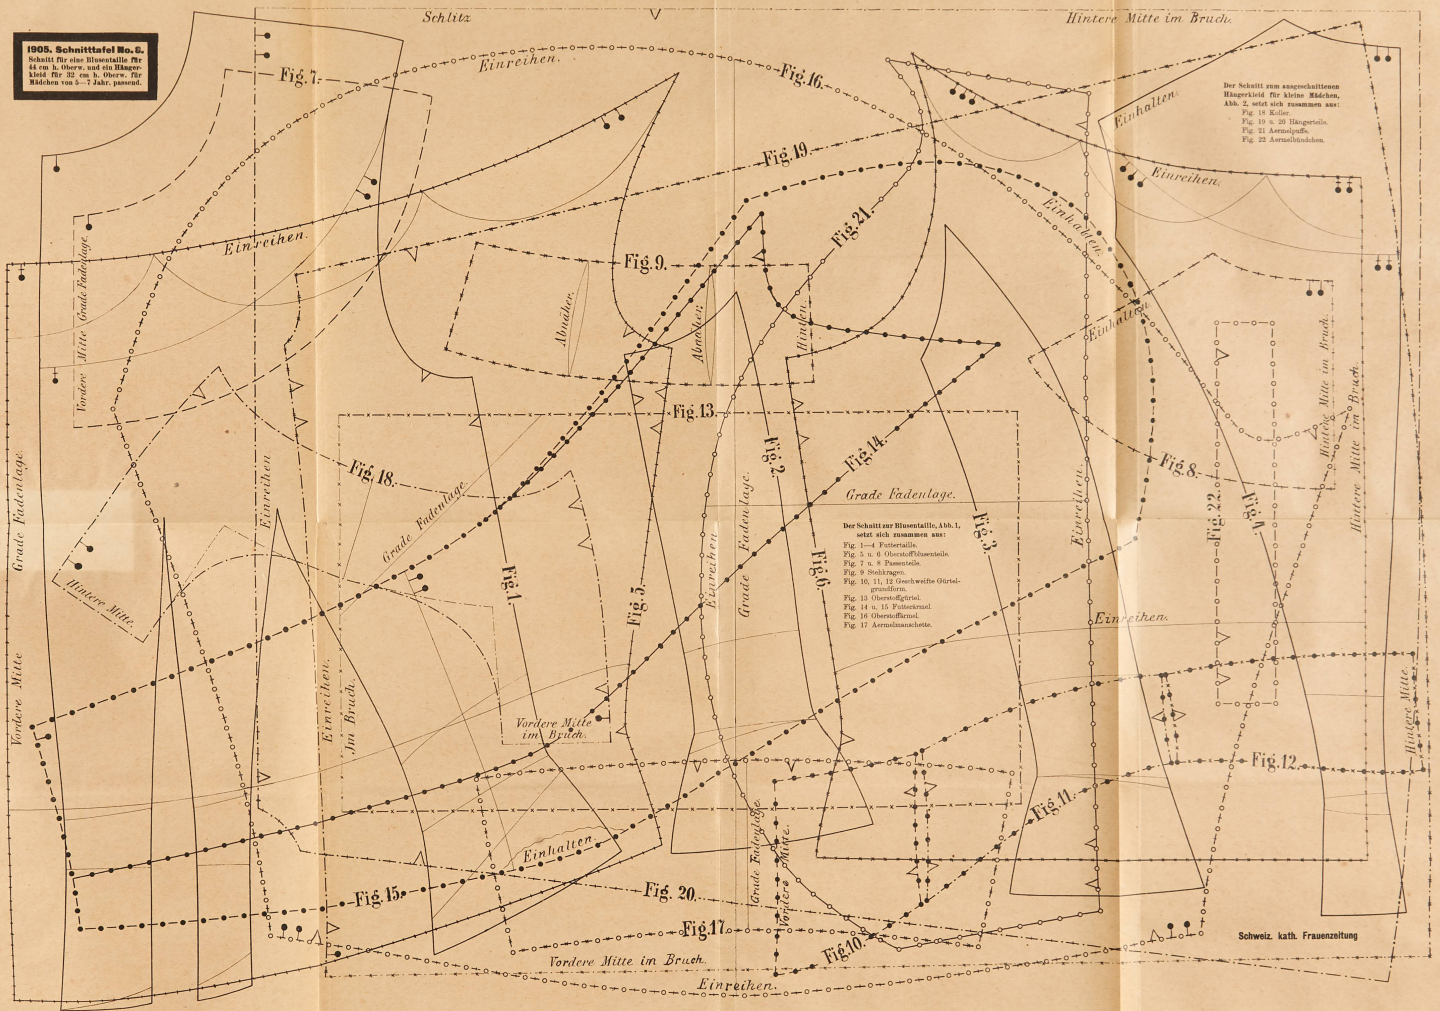 Schlitz
Hintere Mitte im Bruch.
1905. Schnitttafel No. 8.
Schnitt für eine Blusentaille für
44 cm h. Oberw. und ein Hänger-
kleid für 32 cm h. Oberw. für
Mädchen von 5—7 Jahr. passend.
Fig. 7.
Einreihen.
Fig. 16.
Der Schnitt zum ausgeschnittenen
Hängerkleid für kleine Mädchen,
Abb. 2, setzt sich zusammen aus:
Fig. 18 Koller.
Fig. 19 u. 20 Hängerteile.
Fig. 21 Aermelpuffe.
Fig. 22 Aermelbündchen.
Einhalten.
Fig. 19.
Einreihen.
Einhalten.
Fig. 21.
Einreihen.
Vordere Mitte Grade Fadenlage.
Fig. 9.
Abnäher.
Abnäher.
Hinten.
Einhalten
Hintere Mitte im Bruch.
Hintere Mitte im Bruch.
Fig. 13.
Fig. 2.
Fig. 14.
Fig. 8.
Fig. 18.
Grade Fadenlage.
Grade Fadenlage.
Einreihen
Grade Fadenlage.
Fig. 22.
Fig. 4.
Fig. 3.
Einreihen.
Der Schnitt zur Blusentaille, Abb. 1,
setzt sich zusammen aus:
Fig. 1—4 Futtertaille.
Fig. 5 u. 6 Oberstoffblusenteile.
Fig. 7 u. 8 Passenteile.
Fig. 9 Stehkragen.
Fig. 10, 11, 12 Geschweifte Gürtel-
grundform.
Fig. 13 Oberstoffgürtel.
Fig. 14 u. 15 Futterärmel
Fig. 16 Oberstoffärmel.
Fig. 17 Aermelmanschette.
Einreihen
Grade Fadenlage.
Fig. 1.
Fig. 5.
Fig. 6.
Hintere Mitte.
Einreihen.
Vordere Mitte
Einreihen.
Im Bruch.
Vordere Mitte
im Bruch.
Hintere Mitte.
Fig. 12.
Fig. 11.
Grade Fadenlage
Vordere Mitte.
Einhalten.
Fig. 15.
Fig. 20.
Fig. 17.
Fig. 10.
Schweiz. kath. Frauenzeitung
Vordere Mitte im Bruch.
Einreihen.